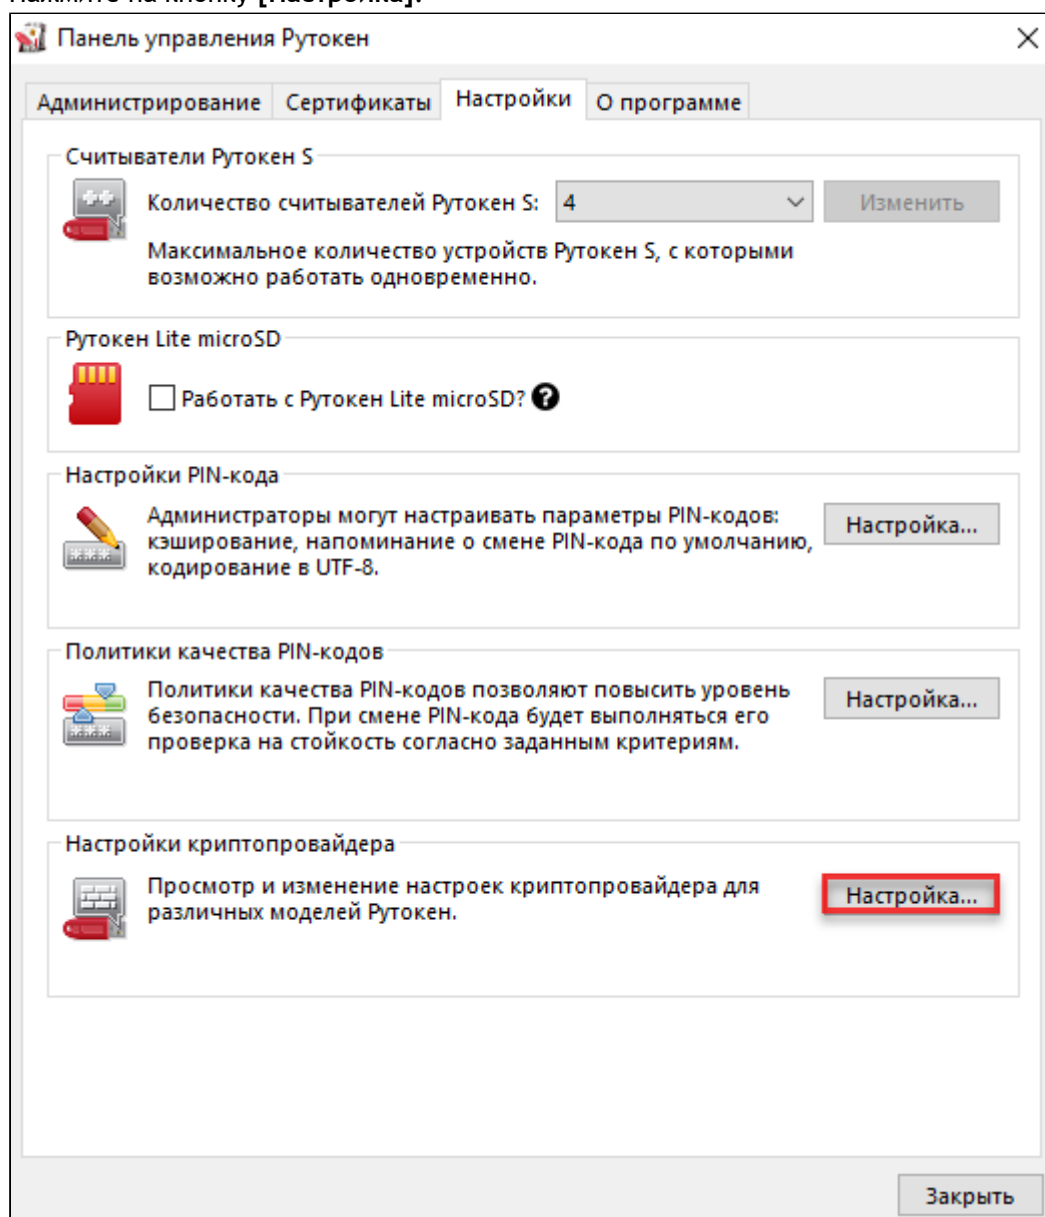 Нажмите на кнопку [Настройка].
Панель управления Рутокен
Администрирование Сертификаты Настройки О программе
Считыватели Рутокен S
Количество считывателей Рутокен S: 4 Изменить
Максимальное количество устройств Рутокен S, с которыми
возможно работать одновременно.
Рутокен Lite microSD
Работать с Рутокен Lite microSD? ?
Настройки PIN-кода
Администраторы могут настраивать параметры PIN-кодов:
кэширование, напоминание о смене PIN-кода по умолчанию,
кодирование в UTF-8.
Настройка...
Политики качества PIN-кодов
Политики качества PIN-кодов позволяют повысить уровень
безопасности. При смене PIN-кода будет выполняться его
проверка на стойкость согласно заданным критериям.
Настройка...
Настройки криптопровайдера
Просмотр и изменение настроек криптопровайдера для
различных моделей Рутокен.
Настройка...
Закрыть